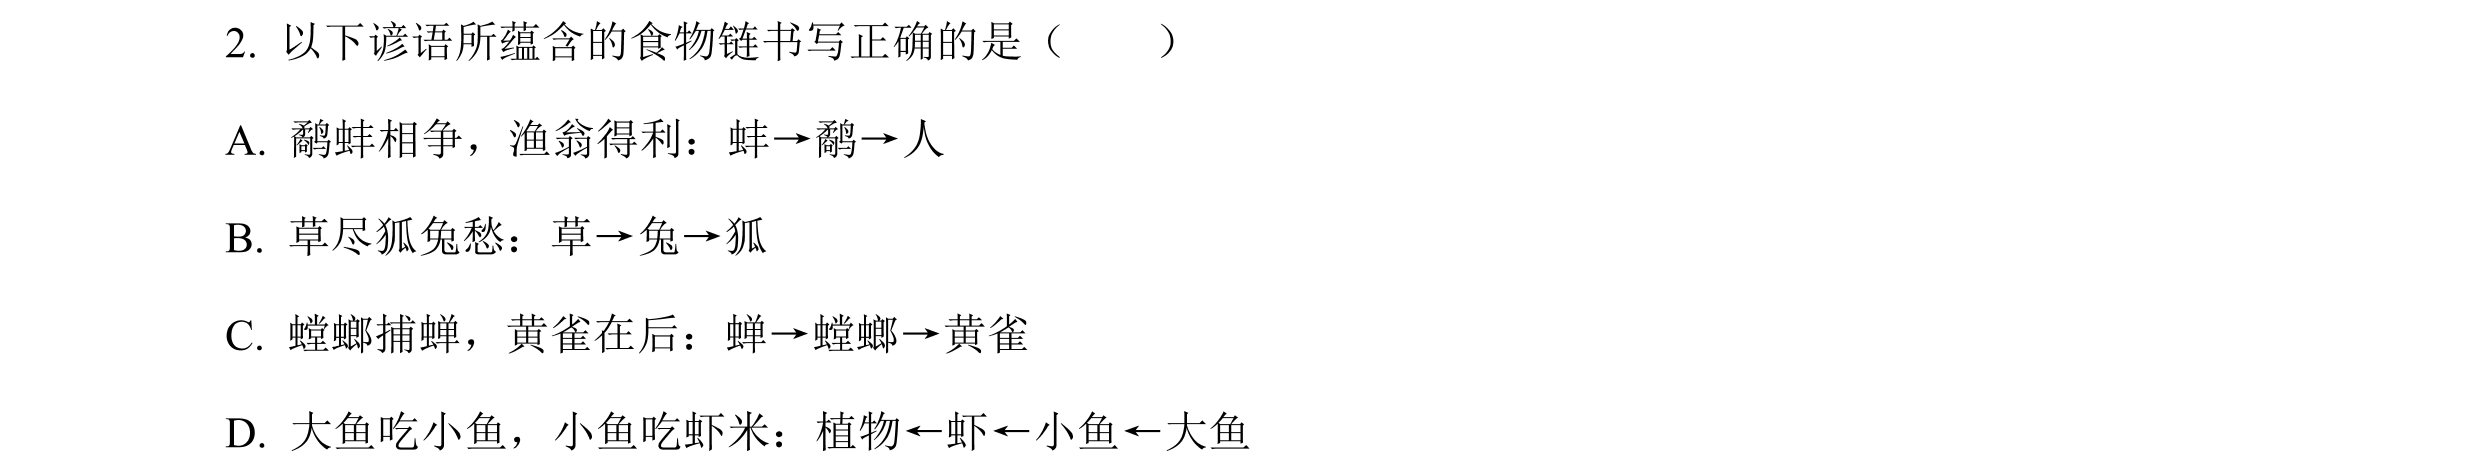 2. 以下谚语所蕴含的食物链书写正确的是（　　）
A. 鹬蚌相争，渔翁得利：蚌→鹬→人
B. 草尽狐兔愁：草→兔→狐
C. 螳螂捕蝉，黄雀在后：蝉→螳螂→黄雀
D. 大鱼吃小鱼，小鱼吃虾米：植物←虾←小鱼←大鱼